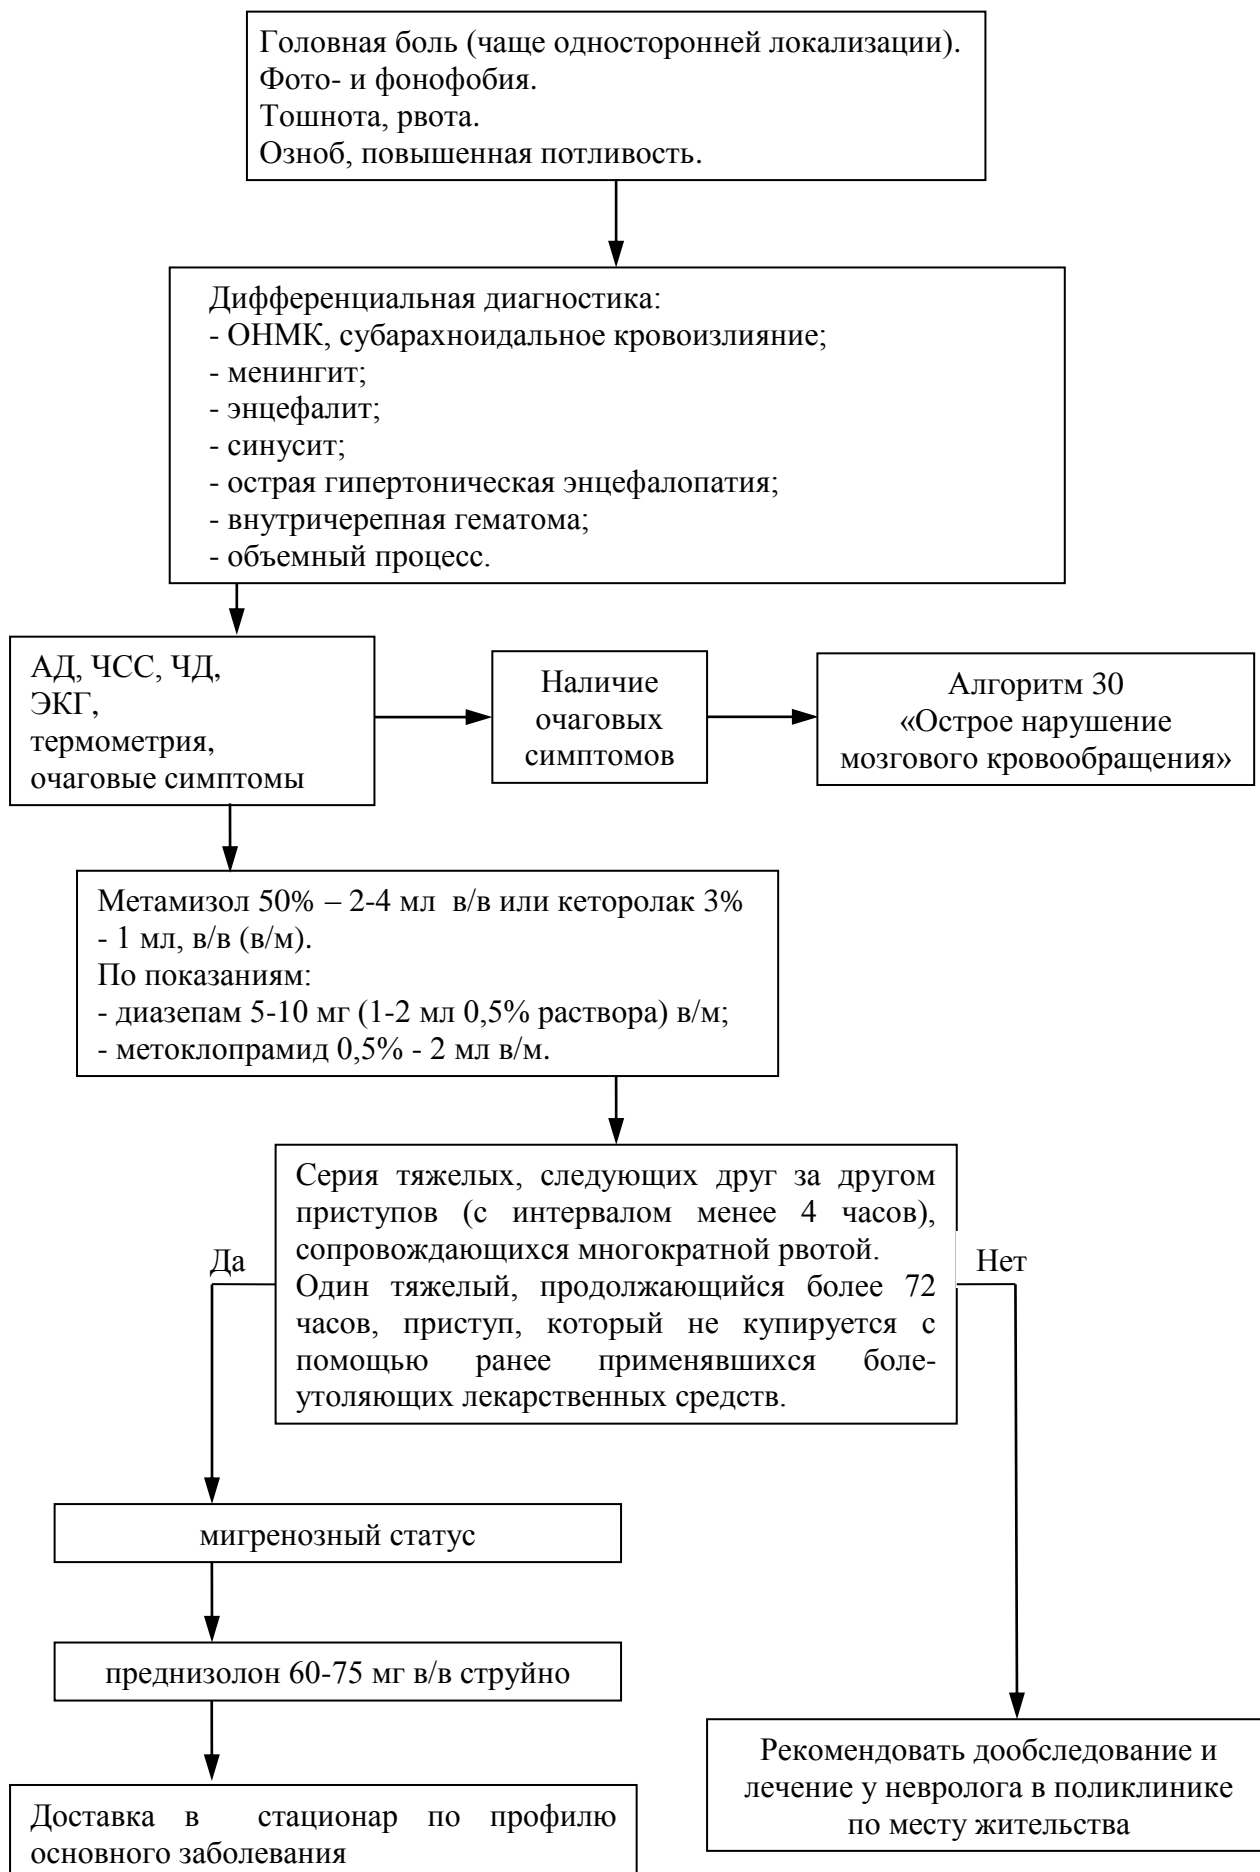 Головная боль (чаще односторонней локализации).
Фото- и фонофобия.
Тошнота, рвота.
Озноб, повышенная потливость.
Дифференциальная диагностика:
- ОНМК, субарахноидальное кровоизлияние;
- менингит;
- энцефалит;
- синусит;
- острая гипертоническая энцефалопатия;
- внутричерепная гематома;
- объемный процесс.
АД, ЧСС, ЧД,
ЭКГ,
термометрия,
очаговые симптомы
Наличие
очаговых
симптомов
Алгоритм 30
«Острое нарушение
мозгового кровообращения»
Метамизол 50% – 2-4 мл в/в или кеторолак 3%
- 1 мл, в/в (в/м).
По показаниям:
- диазепам 5-10 мг (1-2 мл 0,5% раствора) в/м;
- метоклопрамид 0,5% - 2 мл в/м.
Серия тяжелых, следующих друг за другом
приступов (с интервалом менее 4 часов),
сопровождающихся многократной рвотой.
Один тяжелый, продолжающийся более 72
часов, приступ, который не купируется с
помощью ранее применявшихся боле-
утоляющих лекарственных средств.
Да
Нет
мигренозный статус
преднизолон 60-75 мг в/в струйно
Доставка в стационар по профилю
основного заболевания
Рекомендовать дообследование и
лечение у невролога в поликлинике
по месту жительства